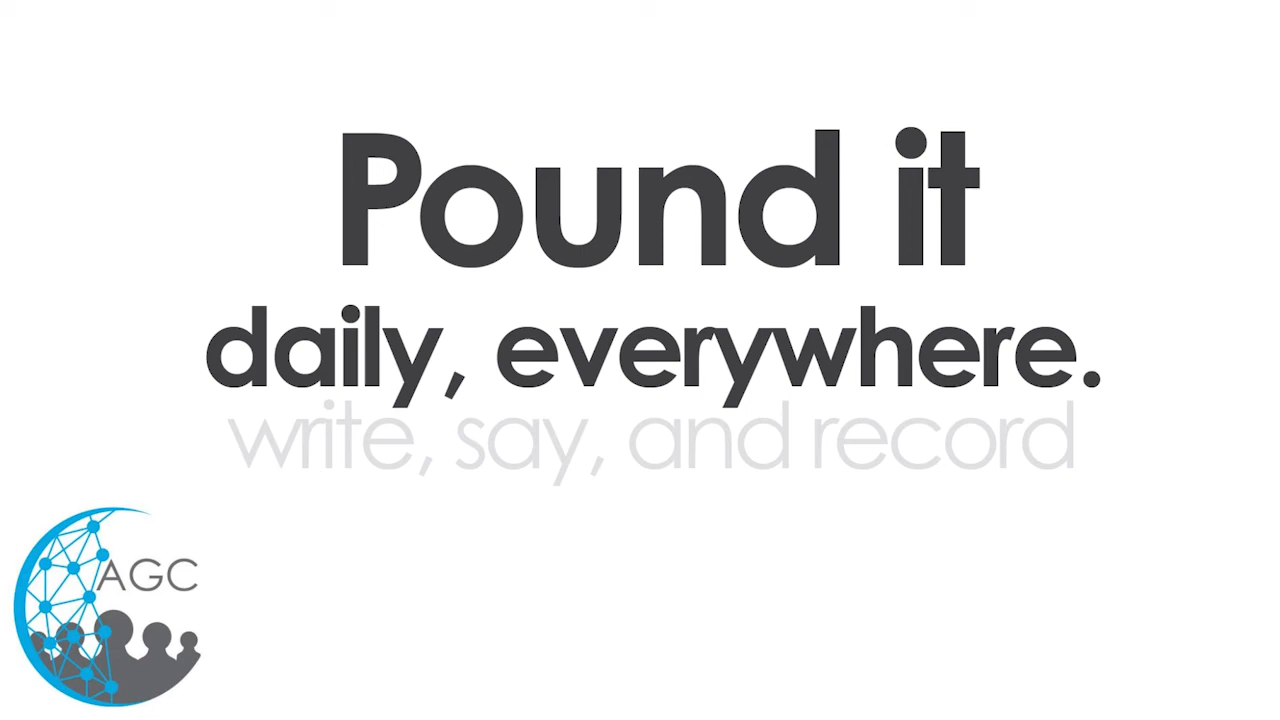 Pound it
daily, everywhere.
write, say, and record
AGC